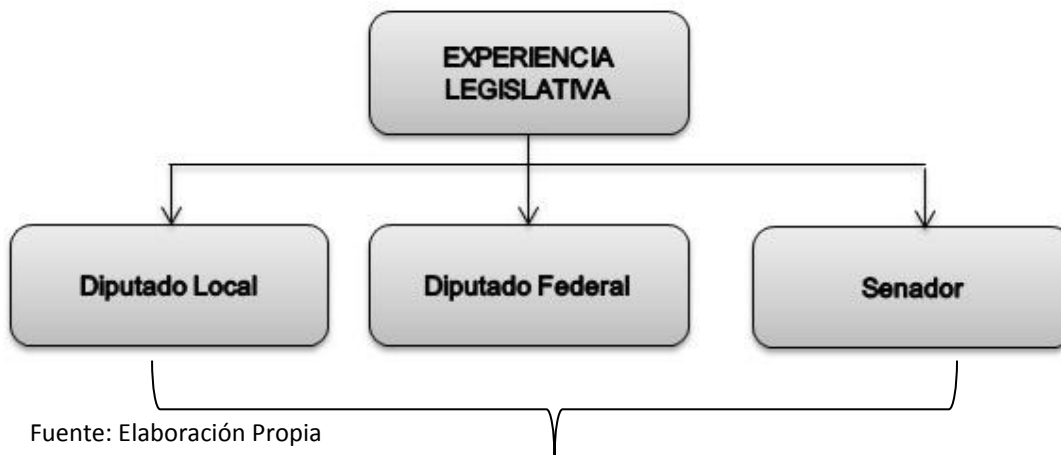 EXPERIENCIA
LEGISLATIVA
Diputado Local
Diputado Federal
Senador
Fuente: Elaboración Propia